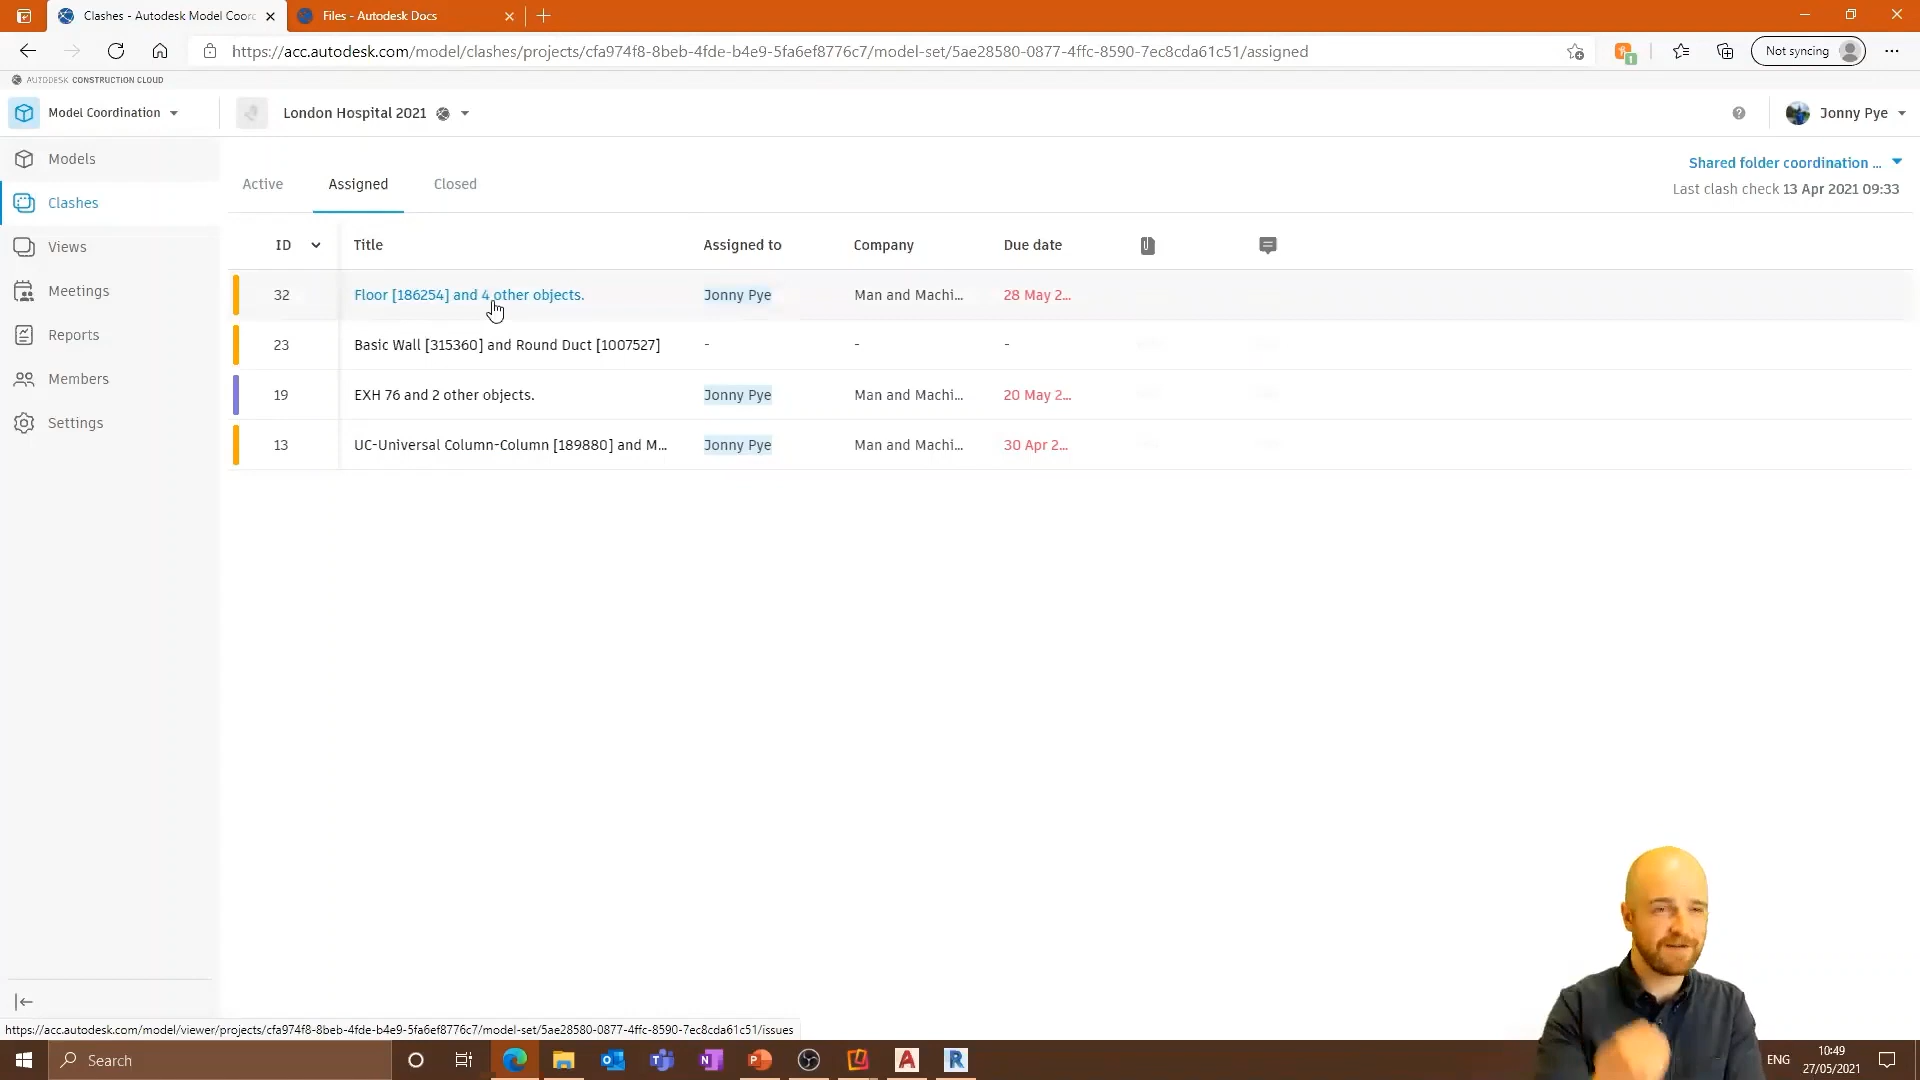 Clashes - Autodesk Model Coor
Files - Autodesk Docs
https://acc.autodesk.com/model/clashes/projects/cfa974f8-8beb-4fde-b4e9-5fa6ef8776c7/model-set/5ae28580-0877-4ffc-8590-7ec8cda61c51/assigned
1
Not syncing
AUTODESK CONSTRUCTION CLOUD
Model Coordination
London Hospital 2021
Jonny Pye
Models
Clashes
Views
Meetings
Reports
Members
Settings
Active
Assigned
Closed
Shared folder coordination ...
Last clash check 13 Apr 2021 09:33
ID Title Assigned to Company Due date
32 Floor [186254] and 4 other objects. Jonny Pye Man and Machi... 28 May 2...
23 Basic Wall [315360] and Round Duct [1007527] - - -
19 EXH 76 and 2 other objects. Jonny Pye Man and Machi... 20 May 2...
13 UC-Universal Column-Column [189880] and M... Jonny Pye Man and Machi... 30 Apr 2...
https://acc.autodesk.com/model/viewer/projects/cfa974f8-8beb-4fde-b4e9-5fa6ef8776c7/model-set/5ae28580-0877-4ffc-8590-7ec8cda61c51/issues
Search
ENG
10:49
27/05/2021